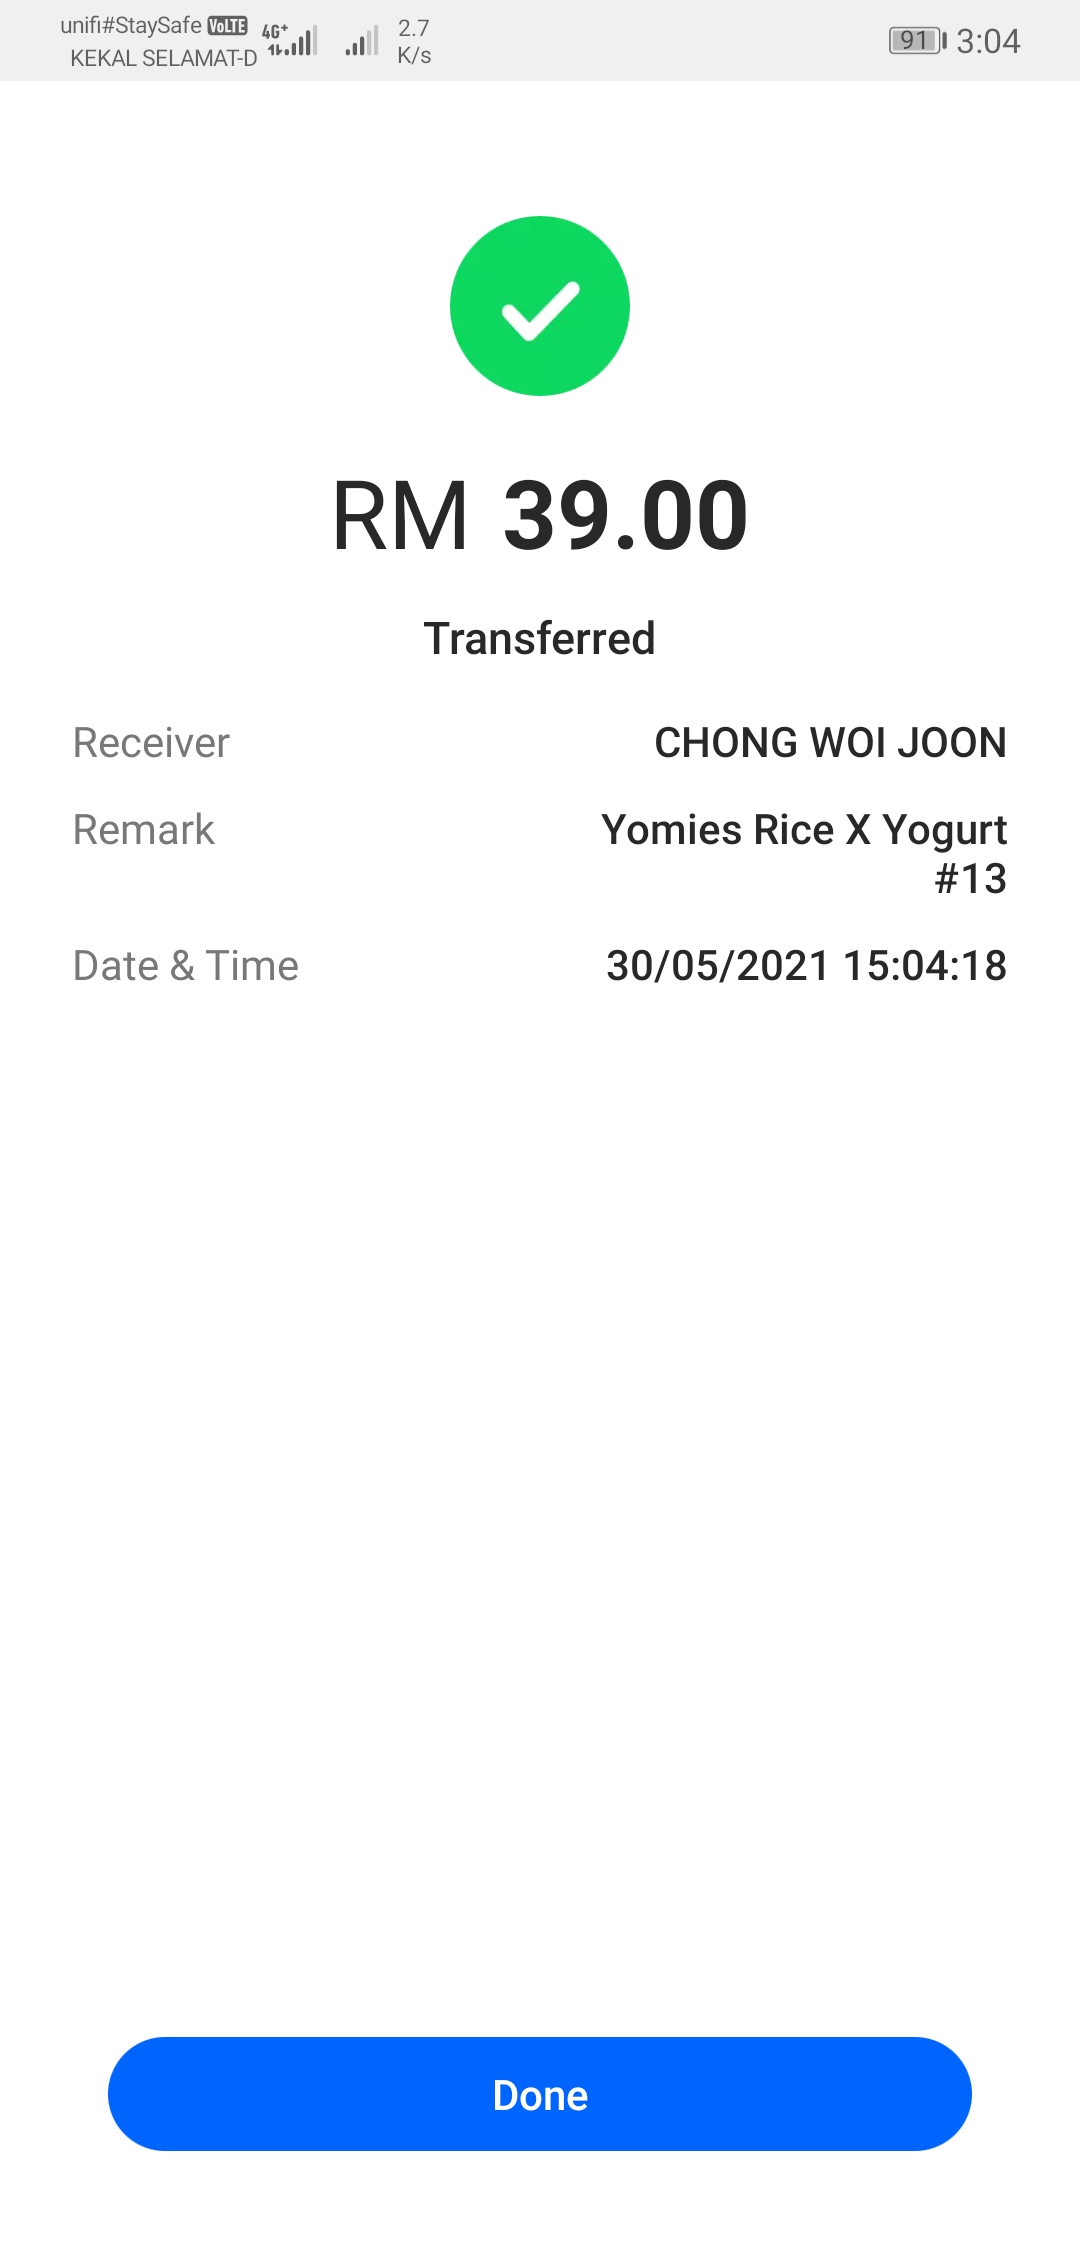 unifi#StaySafe VoLTE 4G+ 2.7 K/s 91 3:04
KEKAL SELAMAT-D
RM 39.00
Transferred
Receiver CHONG WOI JOON
Remark Yomies Rice X Yogurt
#13
Date & Time 30/05/2021 15:04:18
Done